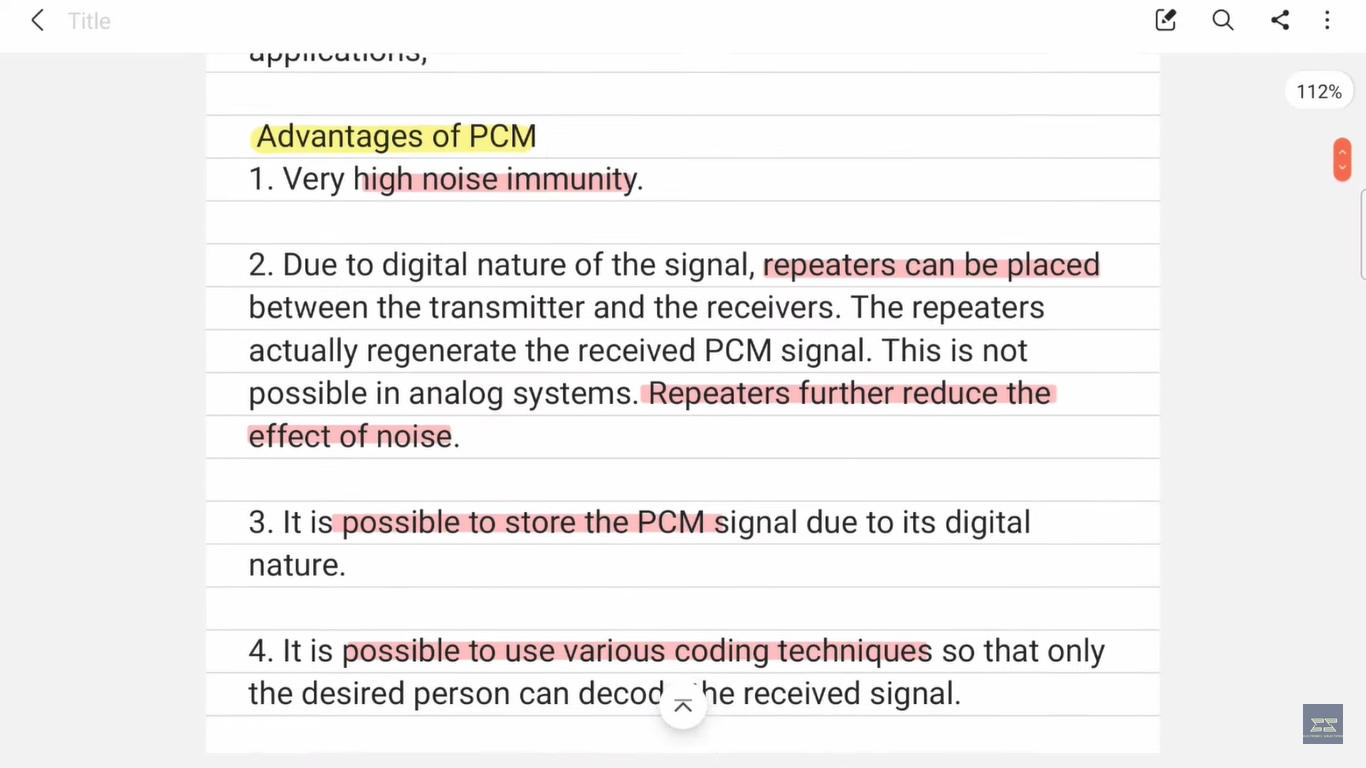 Title
applications,
112%
Advantages of PCM
1. Very high noise immunity.
2. Due to digital nature of the signal, repeaters can be placed
between the transmitter and the receivers. The repeaters
actually regenerate the received PCM signal. This is not
possible in analog systems. Repeaters further reduce the
effect of noise.
3. It is possible to store the PCM signal due to its digital
nature.
4. It is possible to use various coding techniques so that only
the desired person can decode the received signal.